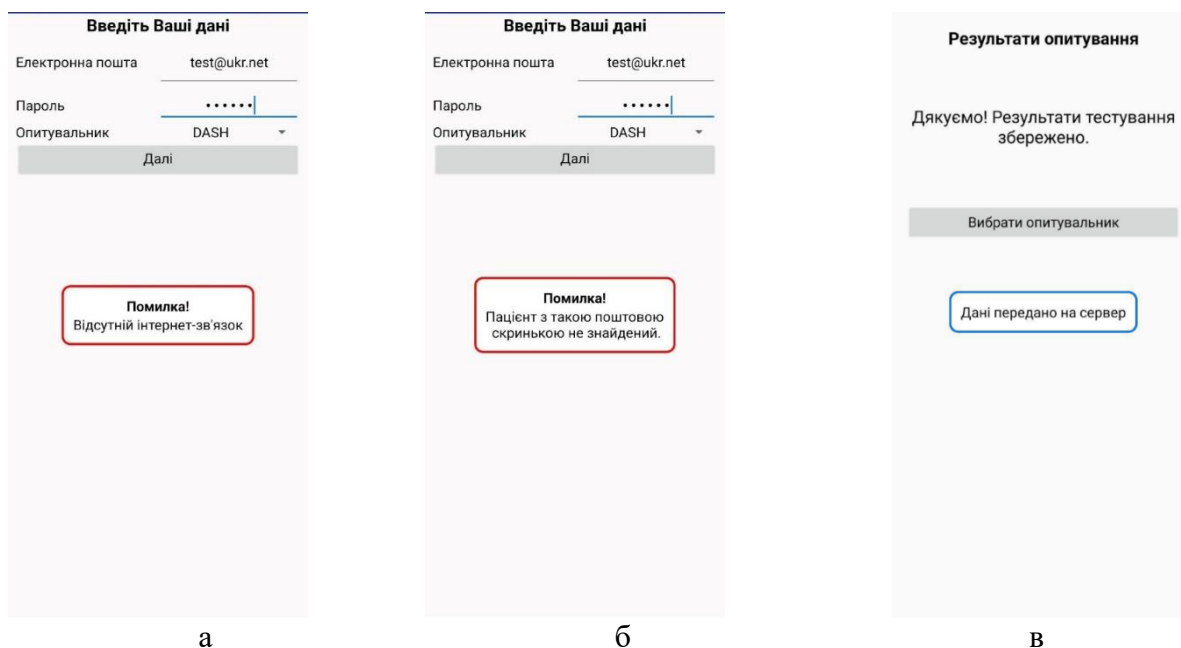 Введіть Ваші дані
Електронна пошта test@ukr.net
Пароль ••••••
Опитувальник DASH
Далі
Помилка!
Відсутній інтернет-зв'язок
а
Введіть Ваші дані
Електронна пошта test@ukr.net
Пароль ••••••
Опитувальник DASH
Далі
Помилка!
Пацієнт з такою поштовою
скринькою не знайдений.
б
Результати опитування
Дякуємо! Результати тестування
збережено.
Вибрати опитувальник
Дані передано на сервер
в